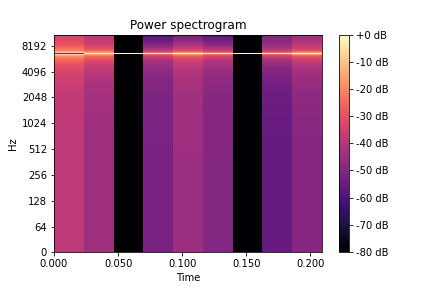 Power spectrogram
8192
4096
2048
1024
512
256
128
64
0
Hz
0.000 0.050 0.100 0.150 0.200
Time
+0 dB
-10 dB
-20 dB
-30 dB
-40 dB
-50 dB
-60 dB
-70 dB
-80 dB